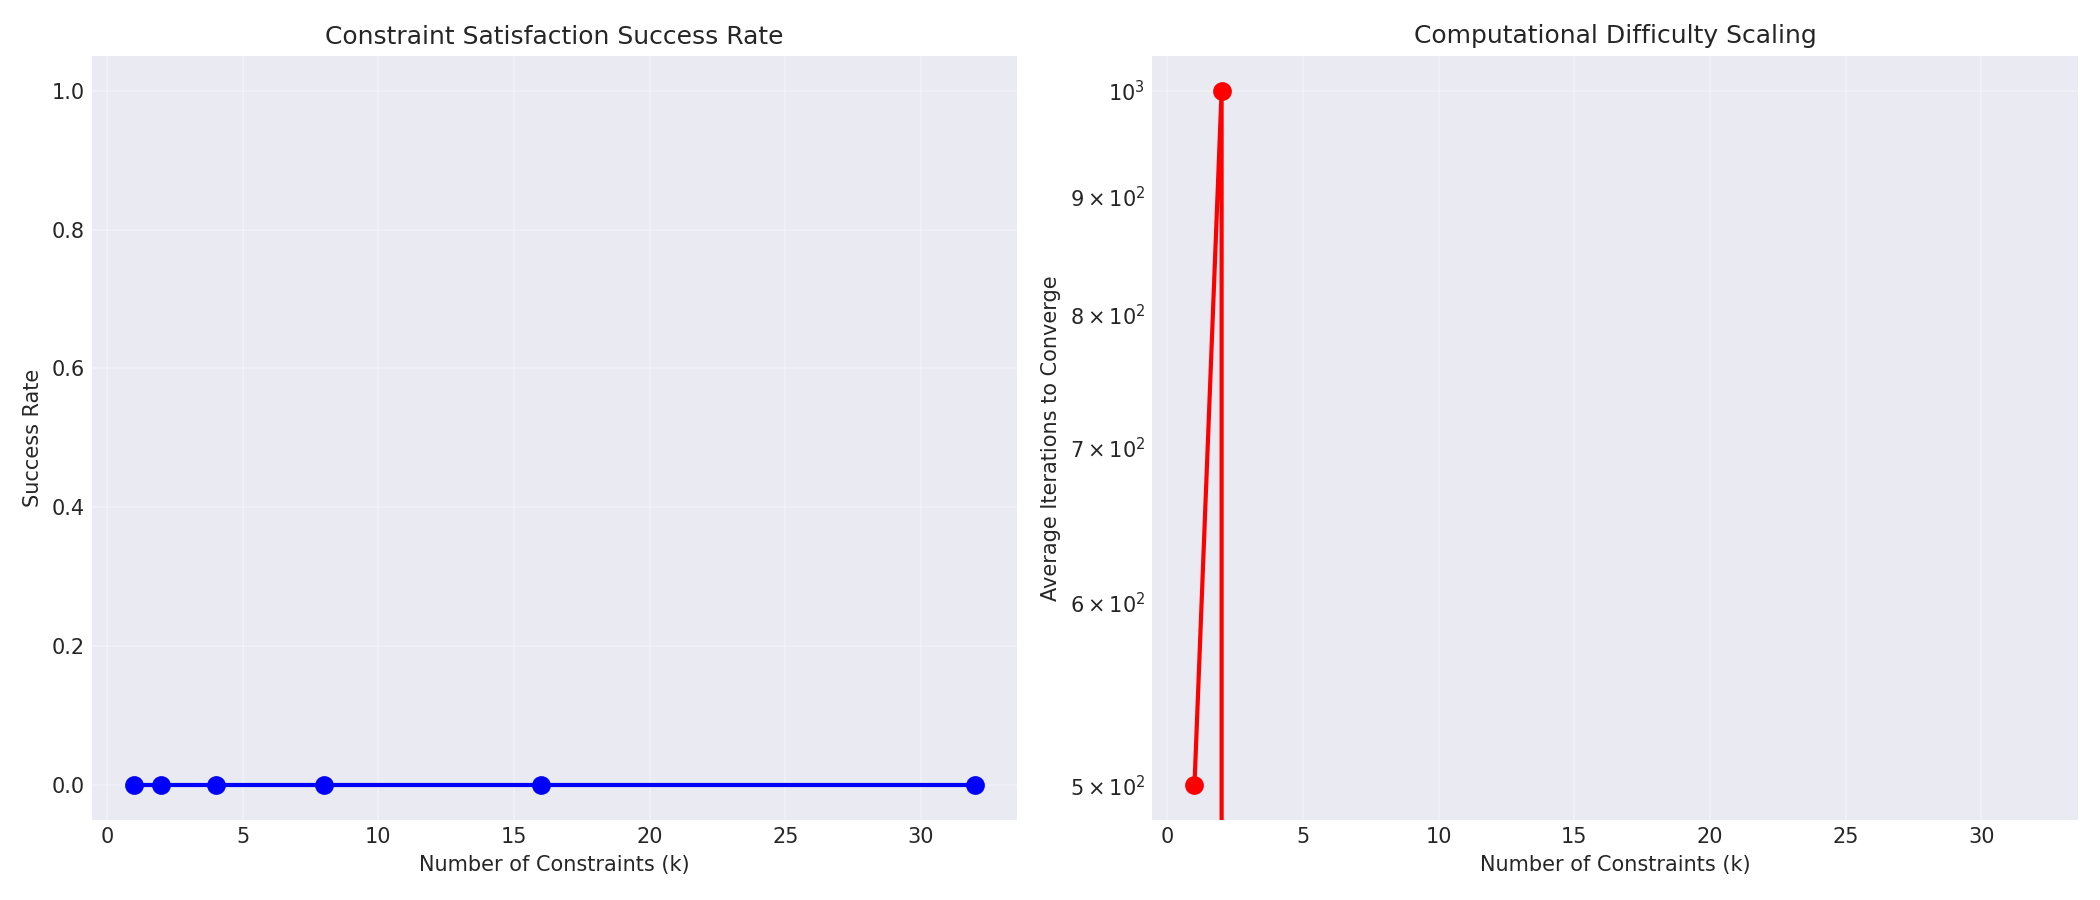 Constraint Satisfaction Success Rate
Success Rate
1.0
0.8
0.6
0.4
0.2
0.0
0 5 10 15 20 25 30
Number of Constraints (k)
Computational Difficulty Scaling
Average Iterations to Converge
10³
9 × 10²
8 × 10²
7 × 10²
6 × 10²
5 × 10²
0 5 10 15 20 25 30
Number of Constraints (k)